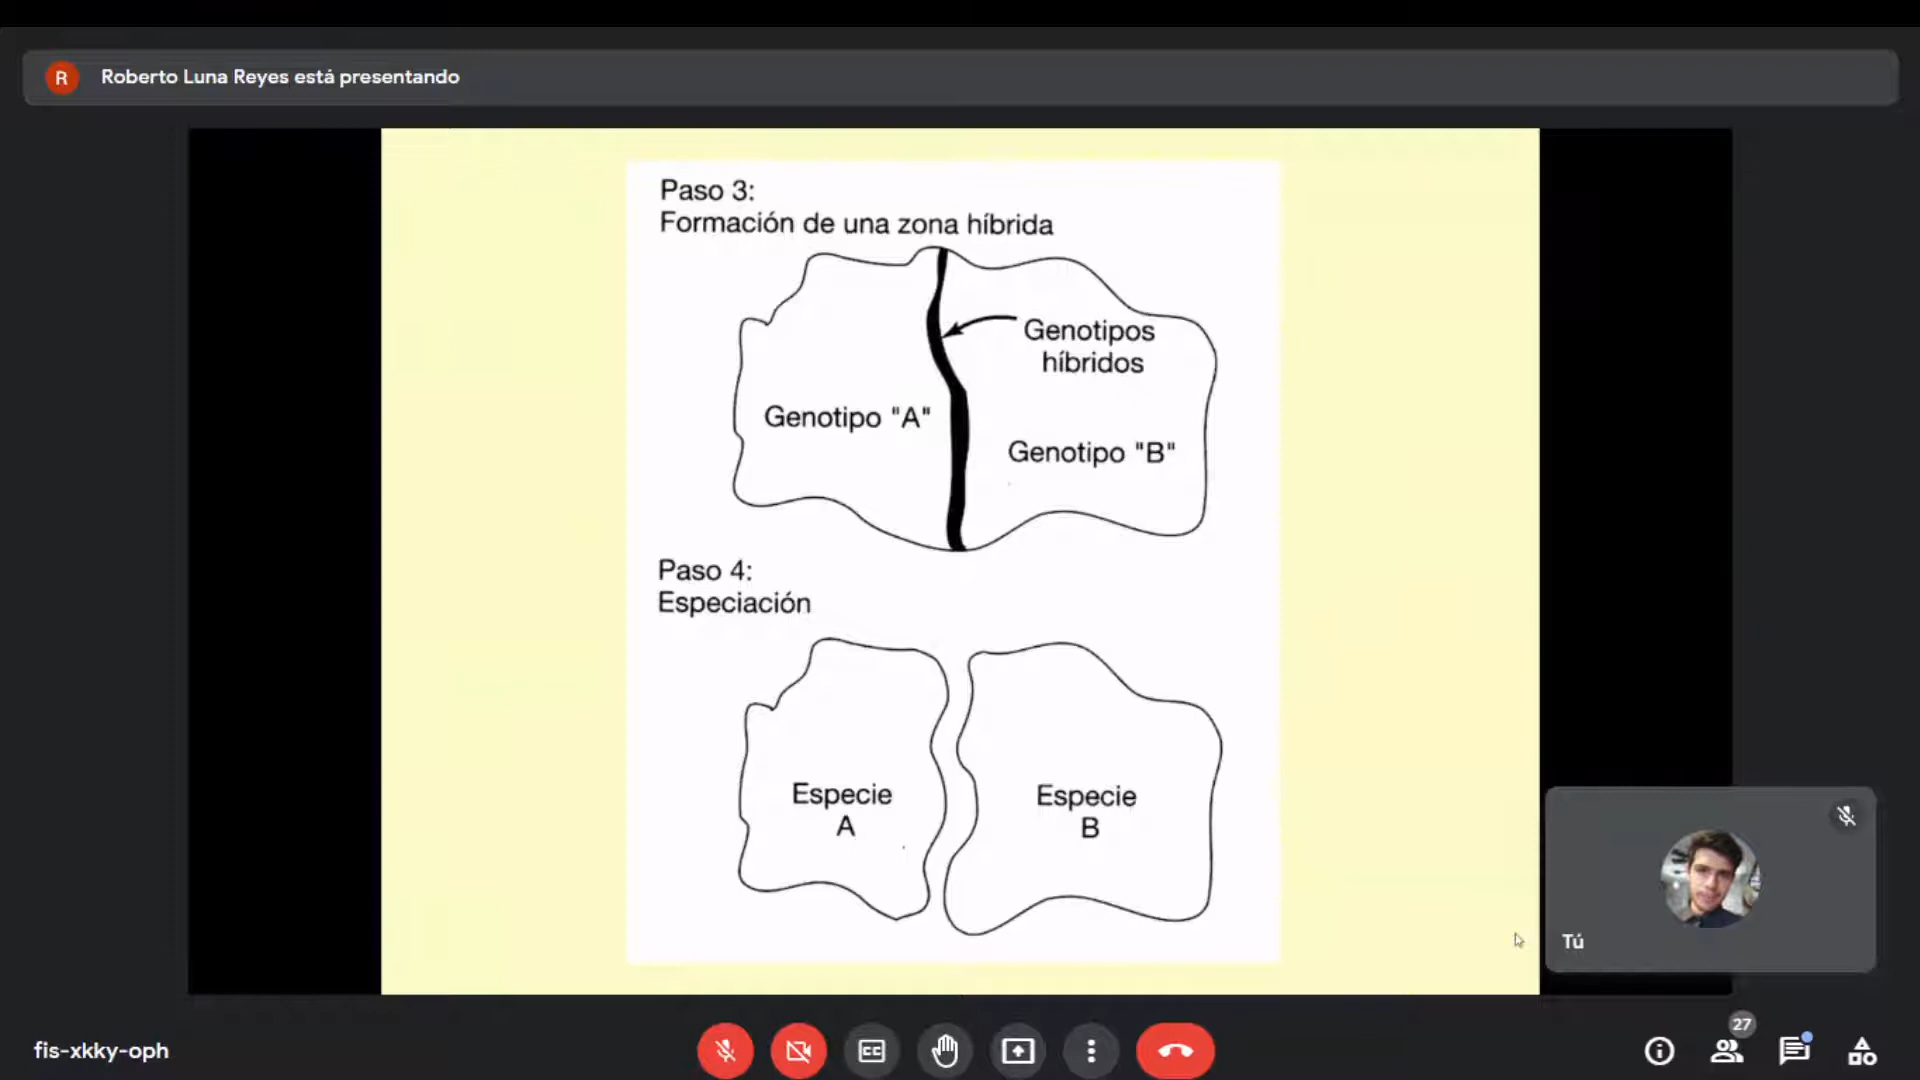 R
Roberto Luna Reyes está presentando
Paso 3:
Formación de una zona híbrida
Genotipos
híbridos
Genotipo "A"
Genotipo "B"
Paso 4:
Especiación
Especie
A
Especie
B
Tú
fis-xkky-oph
CC
27